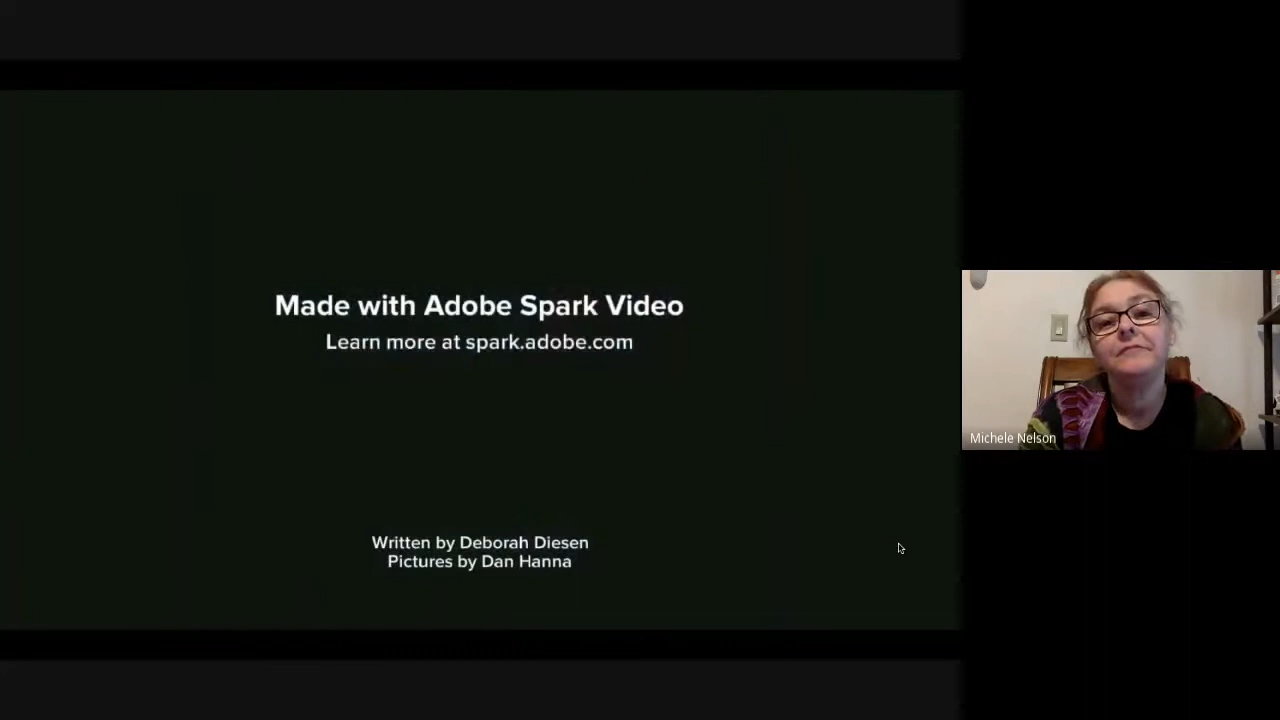 Made with Adobe Spark Video
Learn more at spark.adobe.com
Michele Nelson
Written by Deborah Diesen
Pictures by Dan Hanna